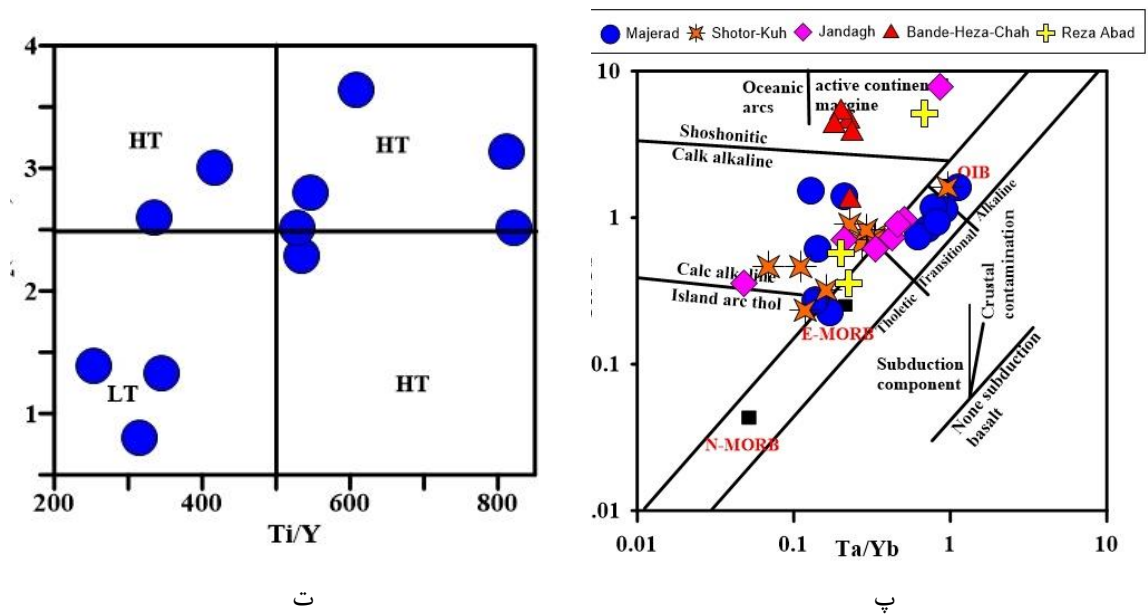 4
3
1
HT
HT
LT
HT
200
400
600
800
Ti/Y
ت
Majerad
Shotor-Kuh
Jandagh
Bande-Heza-Chah
Reza Abad
10
1
0.1
.01
Oceanic
arcs
active continen
margine
Shoshonitic
Calk alkaline
Calc alkaline
Island arc thol
OIB
E-MORB
N-MORB
Tholetic
Transitional
Alkaline
Subduction
component
Crustal
contamination
None subduction
basalt
0.01
0.1
1
10
Ta/Yb
پ